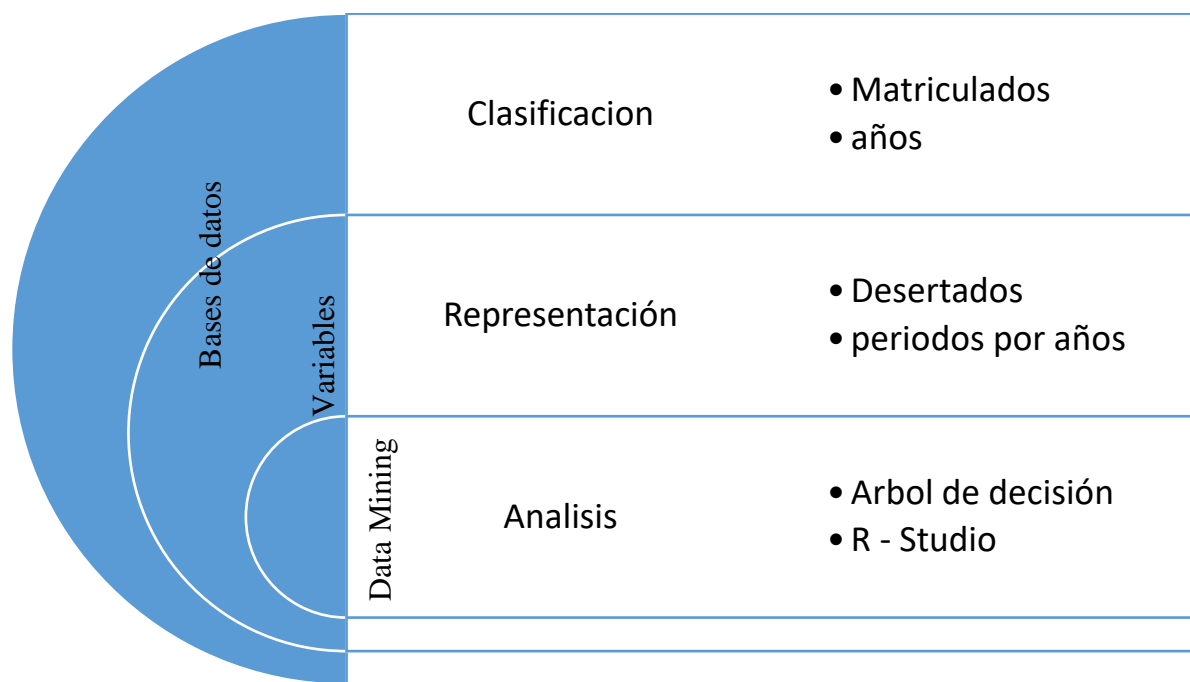 Bases de datos
Clasificacion
• Matriculados
• años
Variables
Representación
• Desertados
• periodos por años
Data Mining
Analisis
• Arbol de decisión
• R - Studio